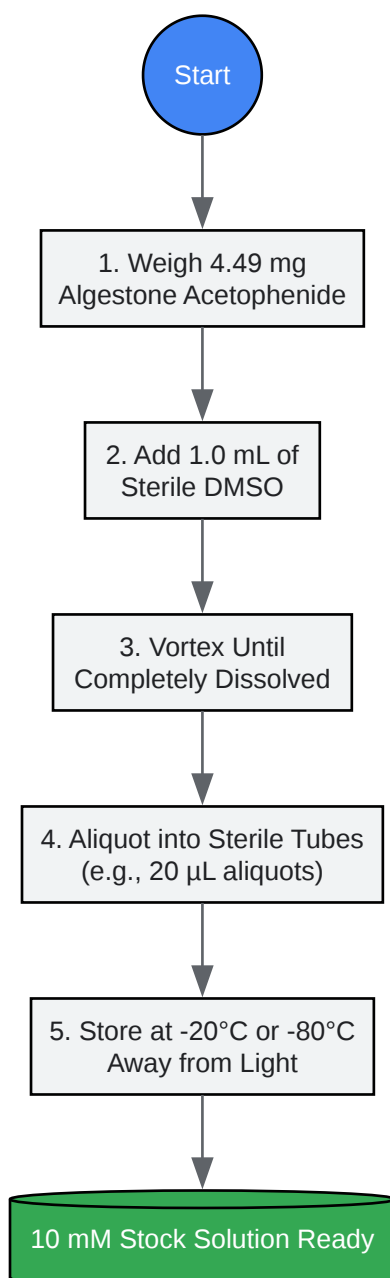 Start
1. Weigh 4.49 mg
Algestone Acetophenide
2. Add 1.0 mL of
Sterile DMSO
3. Vortex Until
Completely Dissolved
4. Aliquot into Sterile Tubes
(e.g., 20 µL aliquots)
5. Store at -20°C or -80°C
Away from Light
10 mM Stock Solution Ready